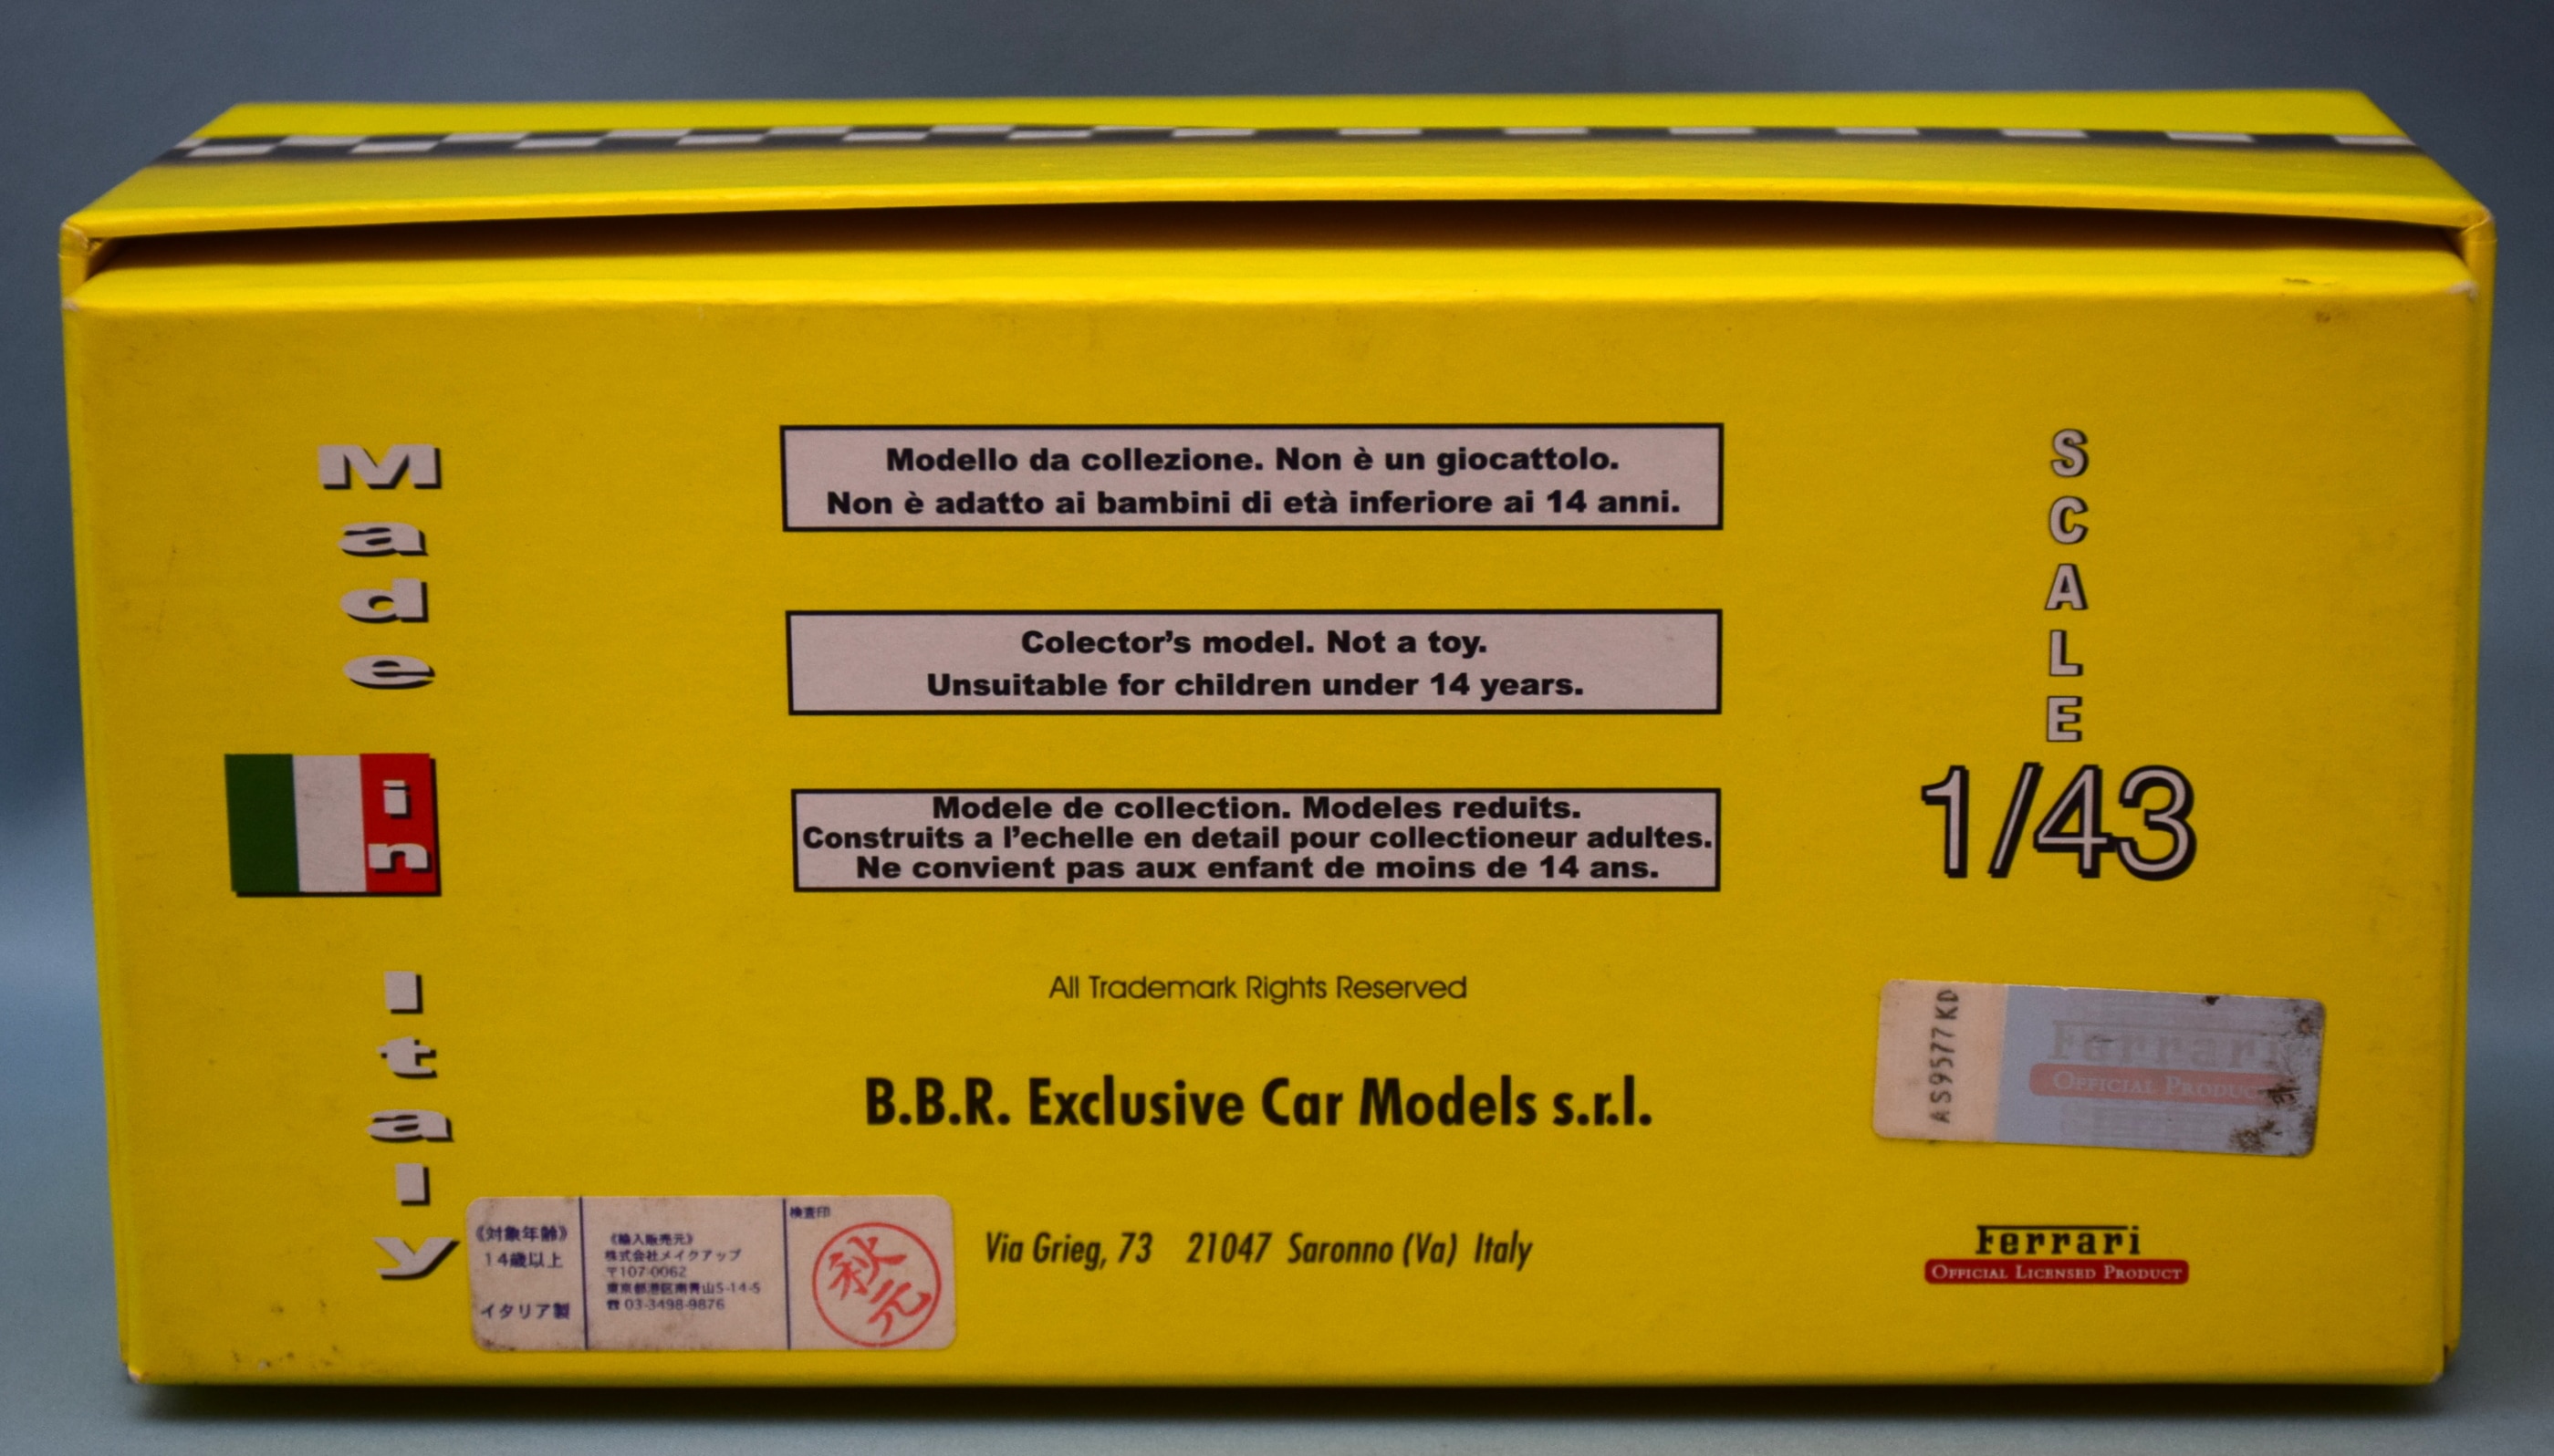 Made in Italy
Modello da collezione. Non è un giocattolo.
Non è adatto ai bambini di età inferiore ai 14 anni.
Colector's model. Not a toy.
Unsuitable for children under 14 years.
Modele de collection. Modeles reduits.
Construits a l'echelle en detail pour collectioneur adultes.
Ne convient pas aux enfant de moins de 14 ans.
SCALE
1/43
All Trademark Rights Reserved
B.B.R. Exclusive Car Models s.r.l.
Via Grieg, 73 21047 Saronno (Va) Italy
AS9577KD
Ferrari
OFFICIAL PRODUCT
Ferrari
OFFICIAL LICENSED PRODUCT
《対象年齢》
14歳以上
イタリア製
《輸入販売元》
株式会社メイクアップ
〒107-0062
東京都港区南青山5-14-5
☎03-3498-9876
検査印
秋元